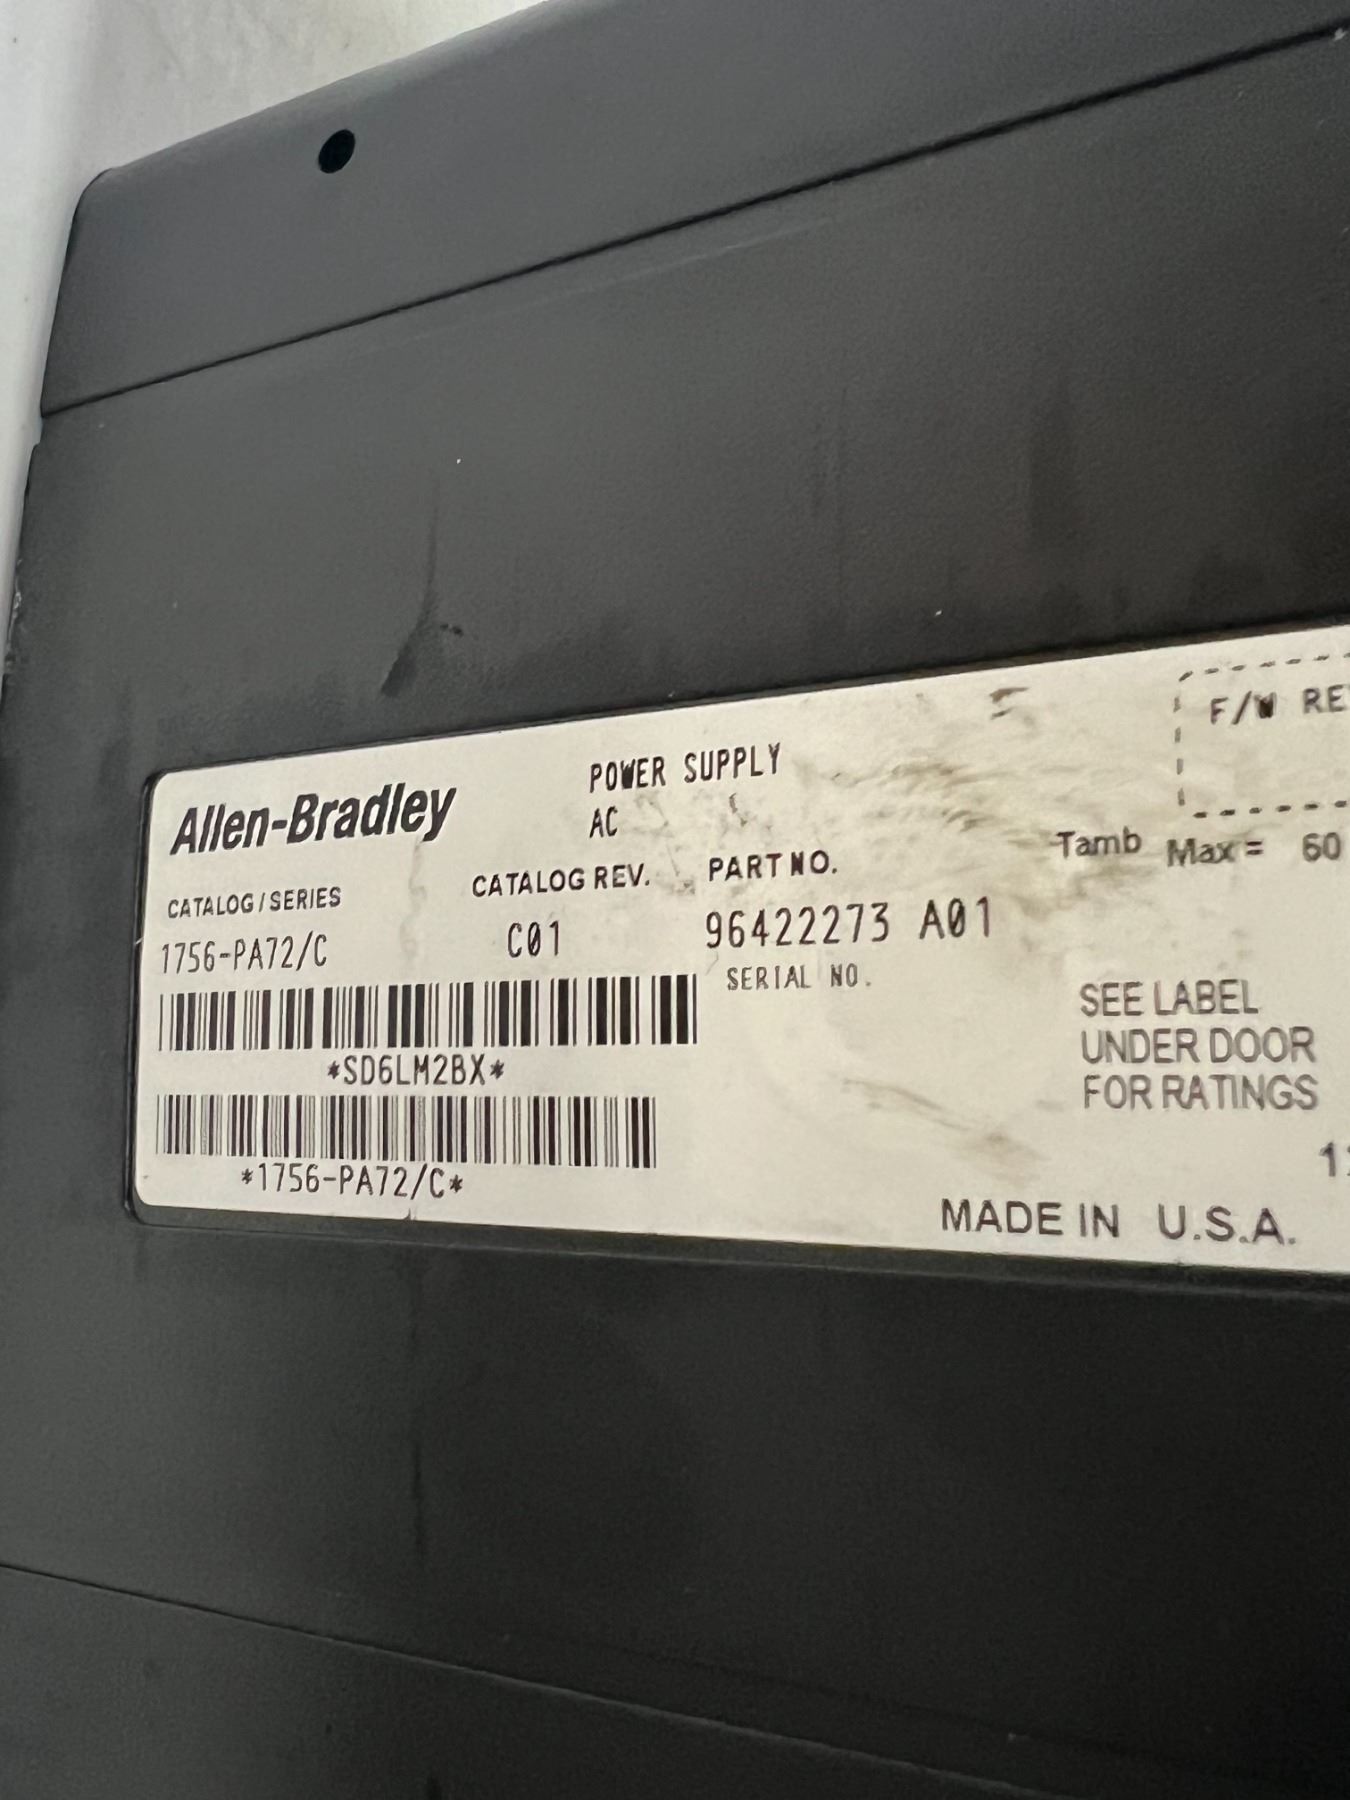 Allen-Bradley
POWER SUPPLY
AC
CATALOG/SERIES
CATALOG REV.
PART NO.
1756-PA72/C
C01
96422273 A01
SERIAL NO.
*SD6LM2BX*
*1756-PA72/C*
F/W
Tamb Max = 60
SEE LABEL
UNDER DOOR
FOR RATINGS
MADE IN U.S.A.